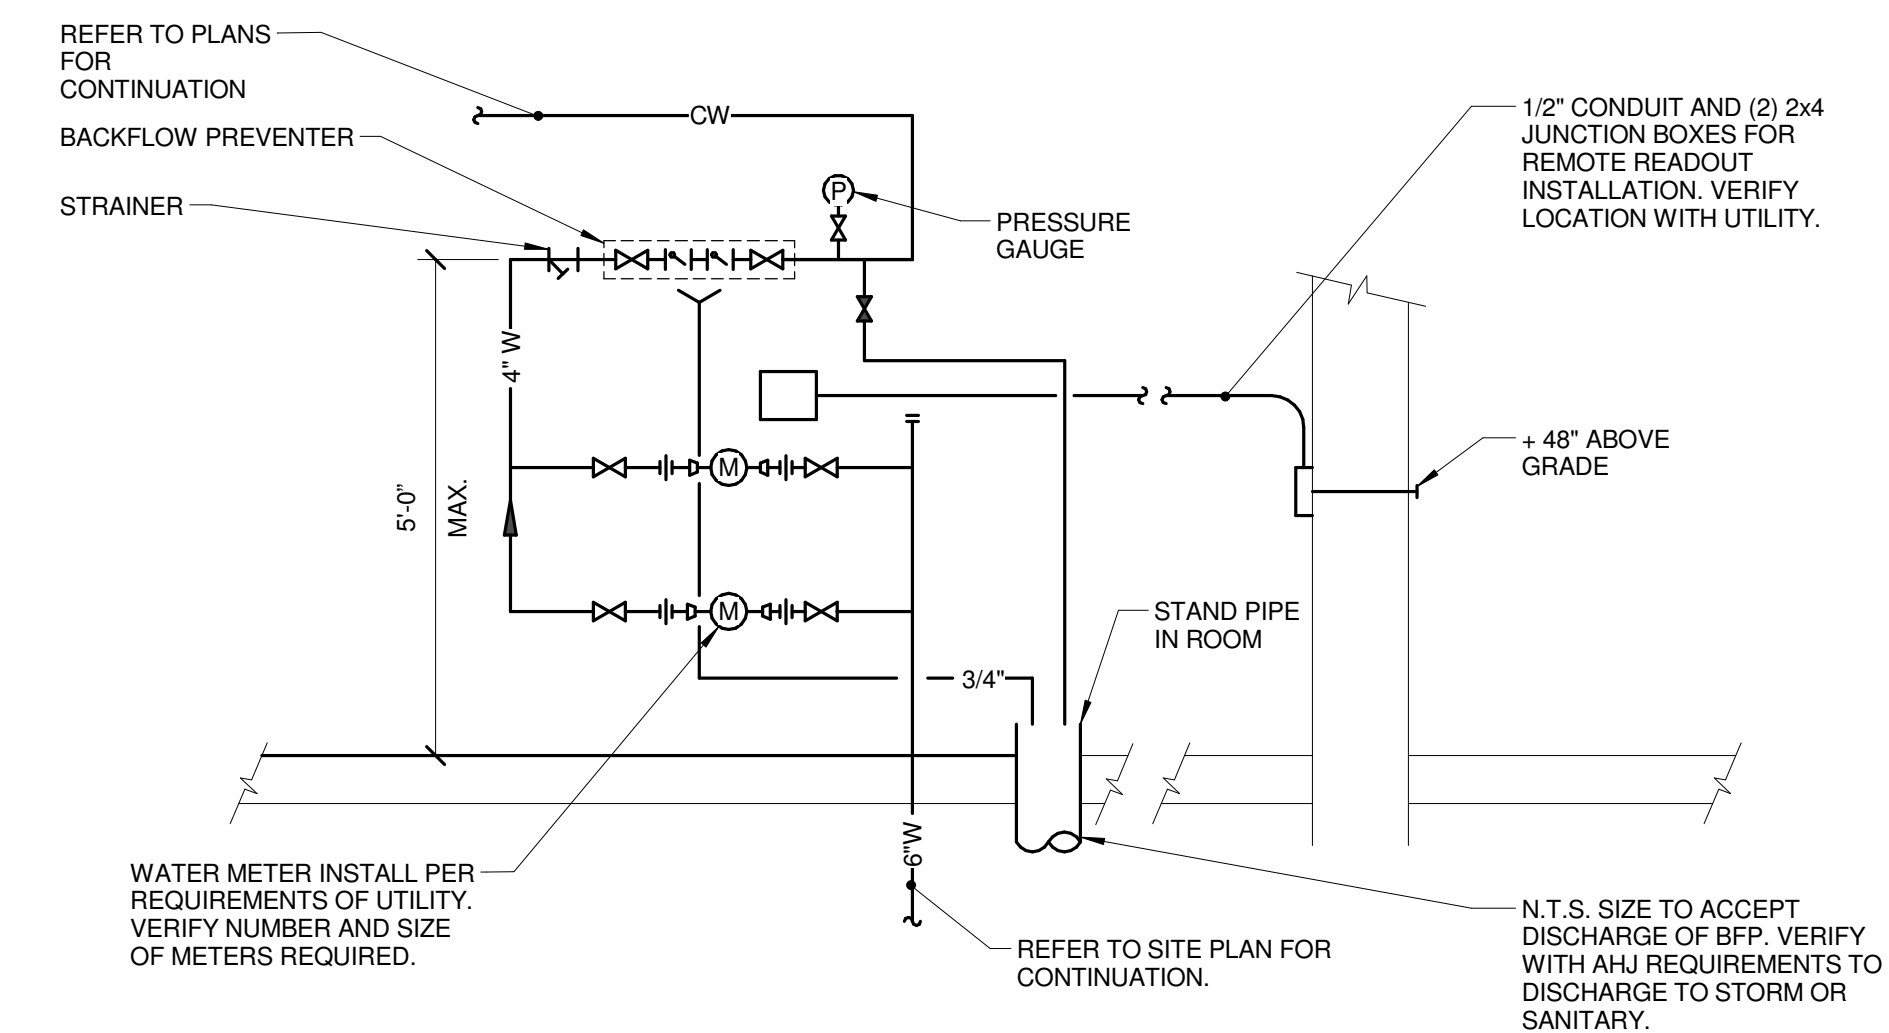 REFER TO PLANS
FOR
CONTINUATION
BACKFLOW PREVENTER
STRAINER
CW
P
PRESSURE
GAUGE
1/2" CONDUIT AND (2) 2x4
JUNCTION BOXES FOR
REMOTE READOUT
INSTALLATION. VERIFY
LOCATION WITH UTILITY.
4" W
5'-0”
MAX.
M
M
+ 48" ABOVE
GRADE
STAND PIPE
IN ROOM
3/4"
6"W
WATER METER INSTALL PER
REQUIREMENTS OF UTILITY.
VERIFY NUMBER AND SIZE
OF METERS REQUIRED.
REFER TO SITE PLAN FOR
CONTINUATION.
N.T.S. SIZE TO ACCEPT
DISCHARGE OF BFP. VERIFY
WITH AHJ REQUIREMENTS TO
DISCHARGE TO STORM OR
SANITARY.